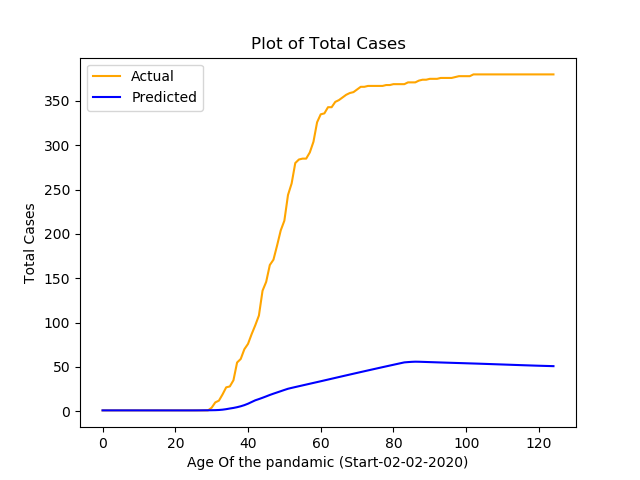 Plot of Total Cases
Actual
Predicted
350
300
250
200
150
100
50
0
Total Cases
0 20 40 60 80 100 120
Age Of the pandamic (Start-02-02-2020)